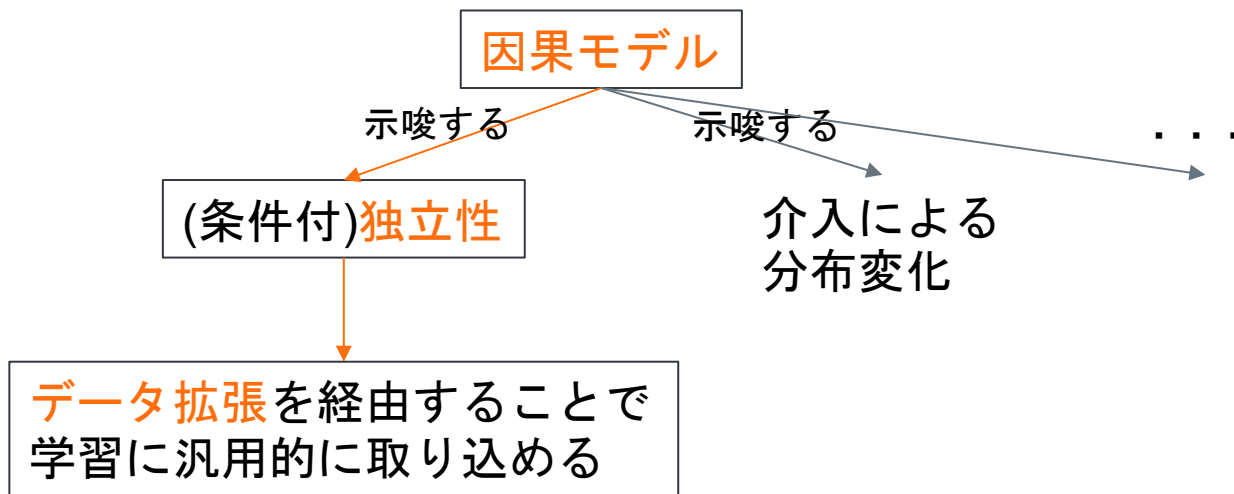 因果モデル
示唆する
示唆する
...
(条件付)独立性
介入による
分布変化
データ拡張を経由することで
学習に汎用的に取り込める